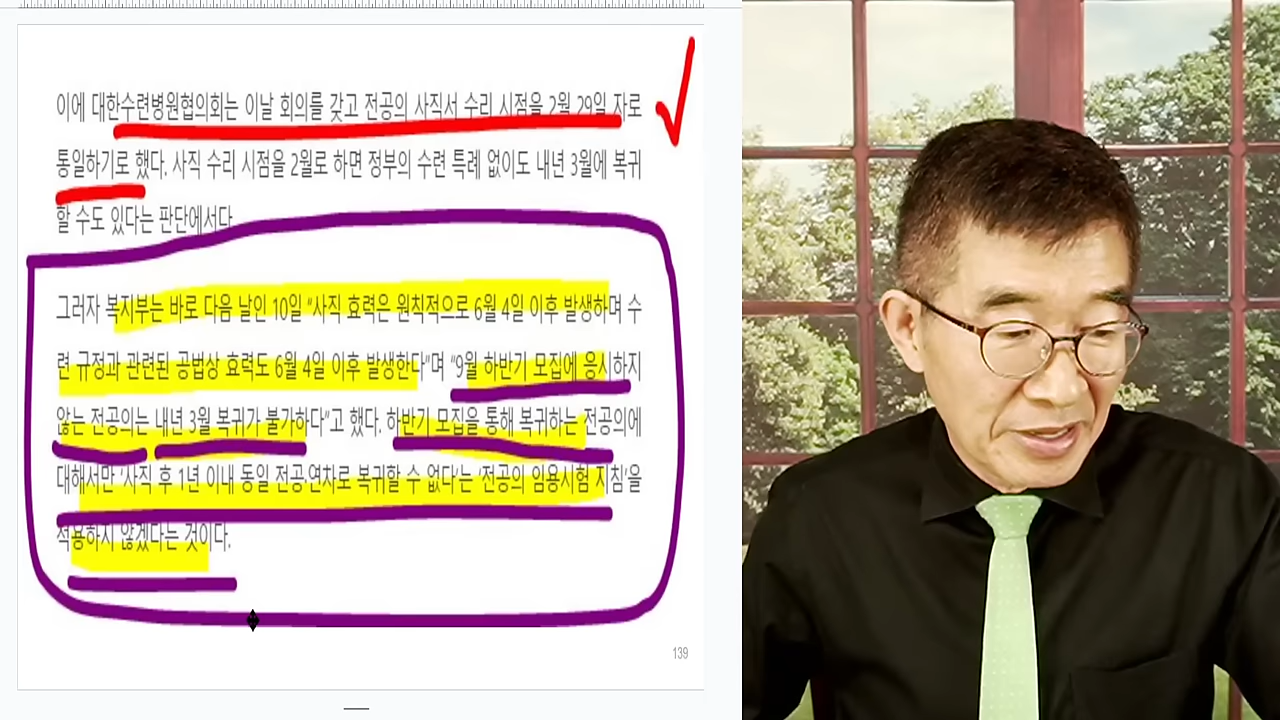 이에 대한수련병원협의회는 이날 회의를 갖고 전공의 사직서 수리 시점을 2월 29일 자로
통일하기로 했다. 사직 수리 시점을 2월로 하면 정부의 수련 특례 없이도 내년 3월에 복귀
할 수도 있다는 판단에서다.
그러자 복지부는 바로 다음 날인 10일 "사직 효력은 원칙적으로 6월 4일 이후 발생하며 수
련 규정과 관련된 공법상 효력도 6월 4일 이후 발생한다"며 "9월 하반기 모집에 응시하지
않는 전공의는 내년 3월 복귀가 불가하다"고 했다. 하반기 모집을 통해 복귀하는 전공의에
대해서만 '사직 후 1년 이내 동일 전공·연차로 복귀할 수 없다'는 '전공의 임용시험 지침'을
적용하지 않겠다는 것이다.
139